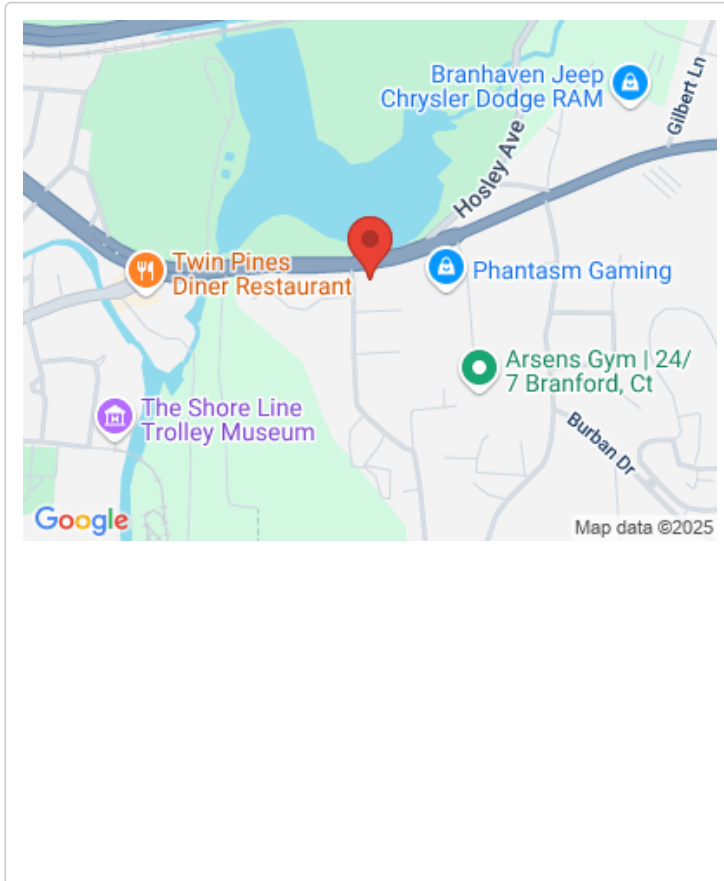 Branhaven Jeep
Chrysler Dodge RAM
Gilbert Ln
Hosley Ave
Twin Pines
Diner Restaurant
Phantasm Gaming
Arsens Gym | 24/
7 Branford, Ct
The Shore Line
Trolley Museum
Burban Dr
Google
Map data ©2025